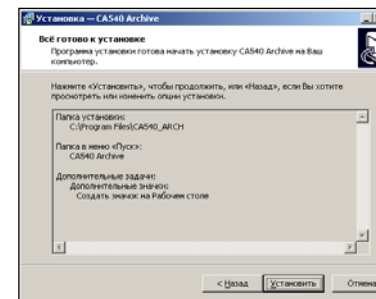 Установка — CA540 Archive
Всё готово к установке
Программа установки готова начать установку CA540 Archive на Ваш
компьютер.
Нажмите «Установить», чтобы продолжить, или «Назад», если Вы хотите
просмотреть или изменить опции установки.
Папка установки:
C:\Program Files\CA540_ARCH
Папка в меню «Пуск»:
CA540 Archive
Дополнительные задачи:
Дополнительные значки:
Создать значок на Рабочем столе
< Назад
Установить
Отмена